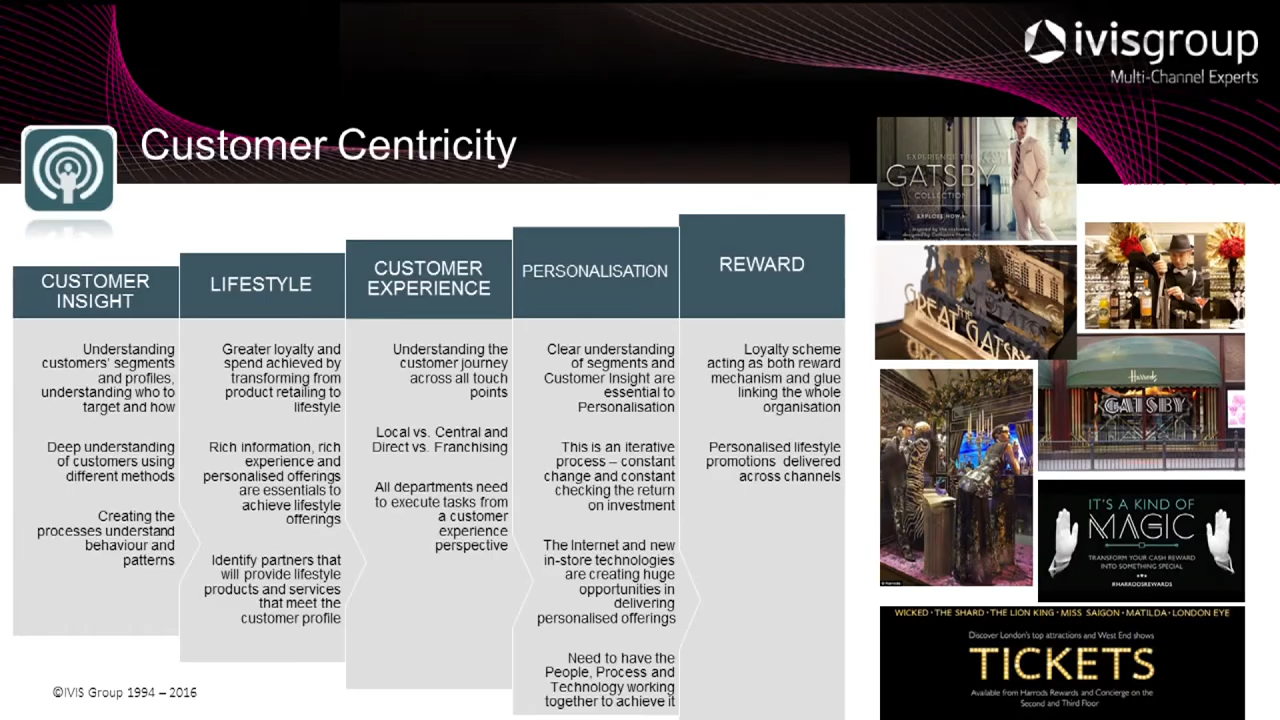 ivisgroup
Multi-Channel Experts
Customer Centricity
CUSTOMER
INSIGHT
Understanding
customers' segments
and profiles,
understanding who to
target and how
Deep understanding
of customers using
different methods
Creating the
processes understand
behaviour and
patterns
LIFESTYLE
Greater loyalty and
spend achieved by
transforming from
product retailing to
lifestyle
Rich information, rich
experience and
personalised offerings
are essentials to
achieve lifestyle
offerings
Identify partners that
will provide lifestyle
products and services
that meet the
customer profile
CUSTOMER
EXPERIENCE
Understanding the
customer journey
across all touch
points
Local vs. Central and
Direct vs. Franchising
All departments need
to execute tasks from
a customer
experience
perspective
PERSONALISATION
Clear understanding
of segments and
Customer Insight are
essential to
Personalisation
This is an iterative
process – constant
change and constant
checking the return
on investment
The Internet and new
in-store technologies
are creating huge
opportunities in
delivering
personalised offerings
Need to have the
People, Process and
Technology working
together to achieve it
REWARD
Loyalty scheme
acting as both reward
mechanism and glue
linking the whole
organisation
Personalised lifestyle
promotions delivered
across channels
EXPERIENCE THE
GATSBY
COLLECTION
EXPLORE NOW
THE
GREAT GATSBY
Harrods
GATSBY
© Harrods
IT'S A KIND OF
MAGIC
TRANSFORM YOUR CASH REWARD
INTO SOMETHING SPECIAL
#HARRODSREWARDS
WICKED · THE SHARD · THE LION KING · MISS SAIGON · MATILDA · LONDON EYE
Discover London's top attractions and West End shows
TICKETS
Available from Harrods Rewards and Concierge on the
Second and Third Floor
©IVIS Group 1994 – 2016